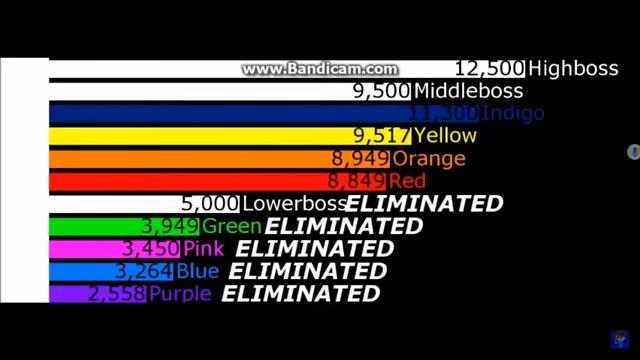 www.Bandicam.com
12,500 Highboss
9,500 Middleboss
11,300 Indigo
9,517 Yellow
8,949 Orange
8,849 Red
5,000 Lowerboss ELIMINATED
3,949 Green ELIMINATED
3,450 Pink ELIMINATED
3,264 Blue ELIMINATED
2,558 Purple ELIMINATED